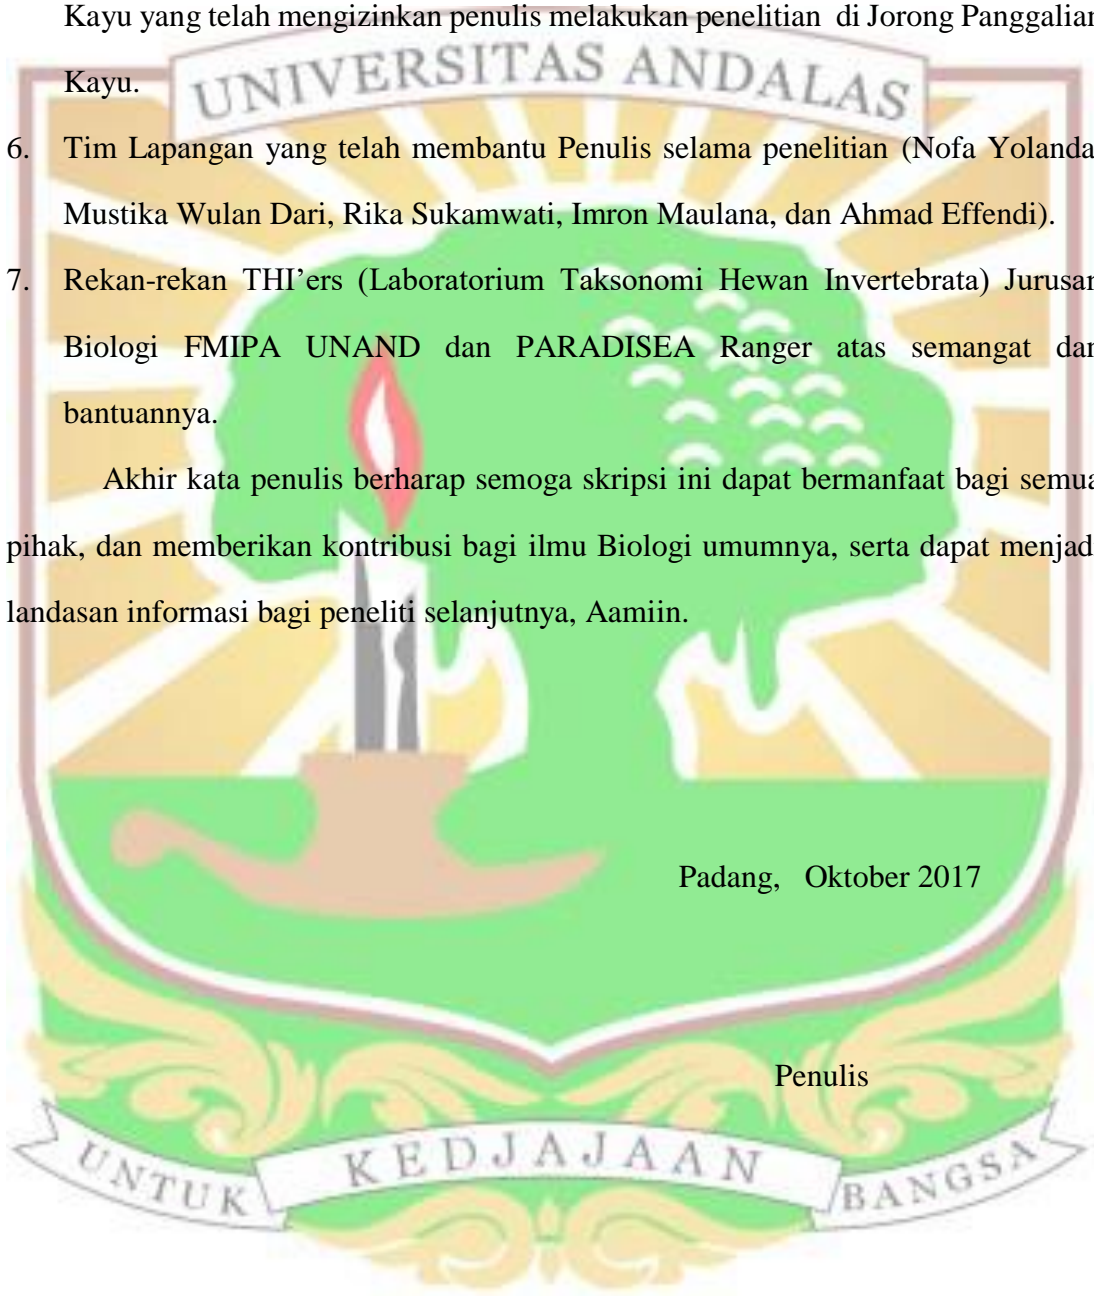 Kayu yang telah mengizinkan penulis melakukan penelitian di Jorong Panggalian
Kayu.
UNIVERSITAS ANDALAS
6. Tim Lapangan yang telah membantu Penulis selama penelitian (Nofa Yolanda
Mustika Wulan Dari, Rika Sukamwati, Imron Maulana, dan Ahmad Effendi).
7. Rekan-rekan THI’ers (Laboratorium Taksonomi Hewan Invertebrata) Jurusan
Biologi FMIPA UNAND dan PARADISEA Ranger atas semangat dan
bantuannya.
Akhir kata penulis berharap semoga skripsi ini dapat bermanfaat bagi semua
pihak, dan memberikan kontribusi bagi ilmu Biologi umumnya, serta dapat menjadi
landasan informasi bagi peneliti selanjutnya, Aamiin.
Padang, Oktober 2017
Penulis
UNTUK KEDJAJAAN BANGSA